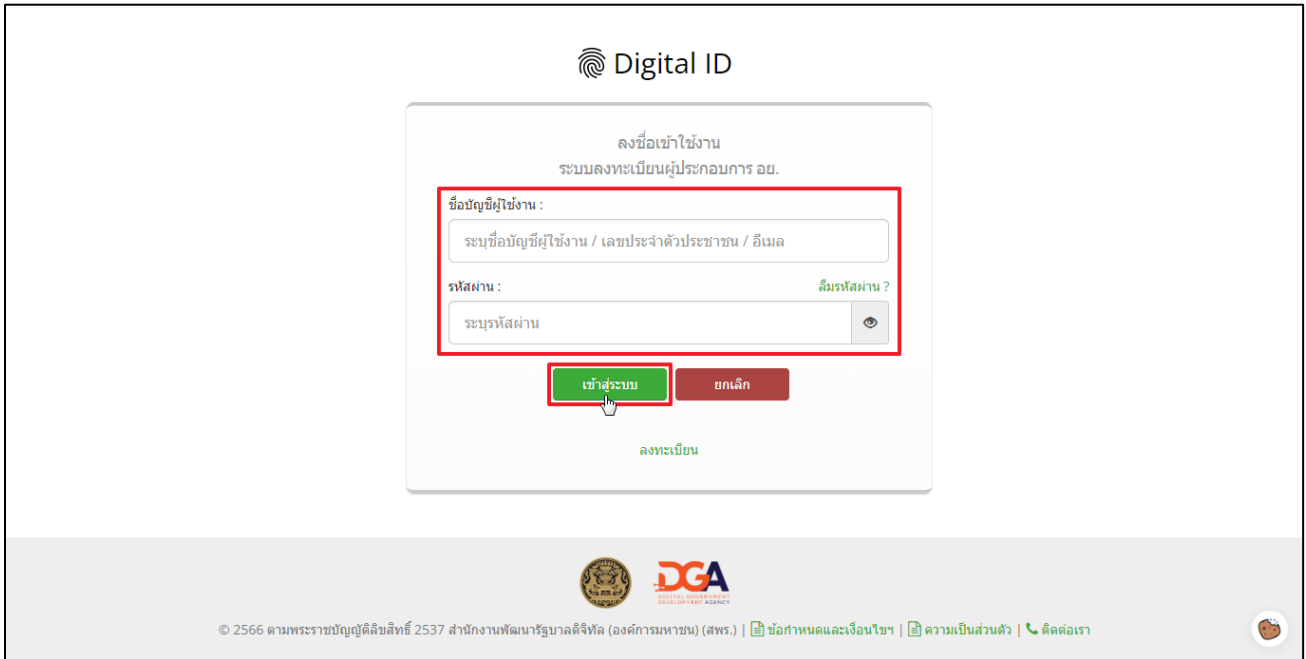 Digital ID
ลงชื่อเข้าใช้งาน
ระบบลงทะเบียนผู้ประกอบการ อย.
ชื่อบัญชีผู้ใช้งาน :
ระบุชื่อบัญชีผู้ใช้งาน / เลขประจำตัวประชาชน / อีเมล
รหัสผ่าน : ลืมรหัสผ่าน ?
ระบุรหัสผ่าน
เข้าสู่ระบบ ยกเลิก
ลงทะเบียน
DGA
DIGITAL GOVERNMENT
DEVELOPMENT AGENCY
© 2566 ตามพระราชบัญญัติลิขสิทธิ์ 2537 สำนักงานพัฒนารัฐบาลดิจิทัล (องค์การมหาชน) (สพร.) | ข้อกำหนดและเงื่อนไขฯ | ความเป็นส่วนตัว | ติดต่อเรา